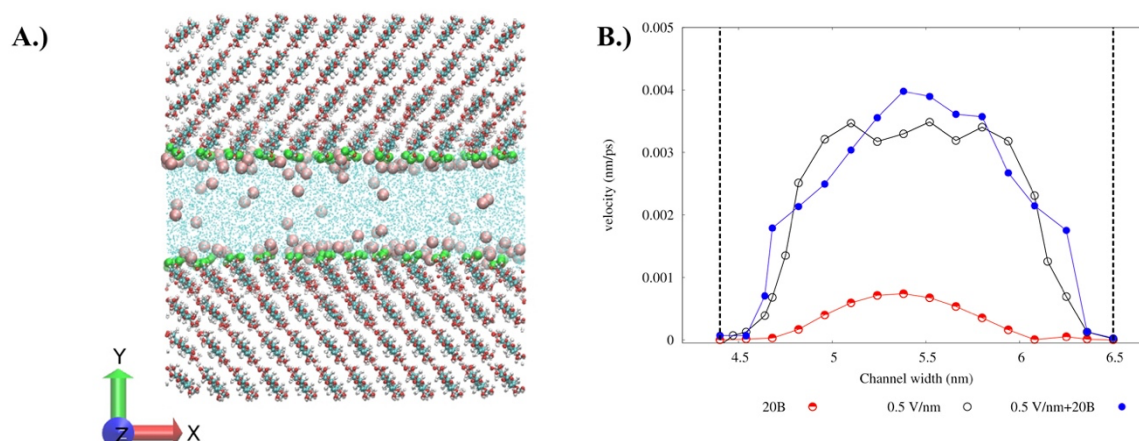 A.)
Y
Z
X
B.)
0.005
0.004
0.003
0.002
0.001
0
velocity (nm/ps)
4.5
5
5.5
6
6.5
Channel width (nm)
20B
0.5 V/nm
0.5 V/nm+20B